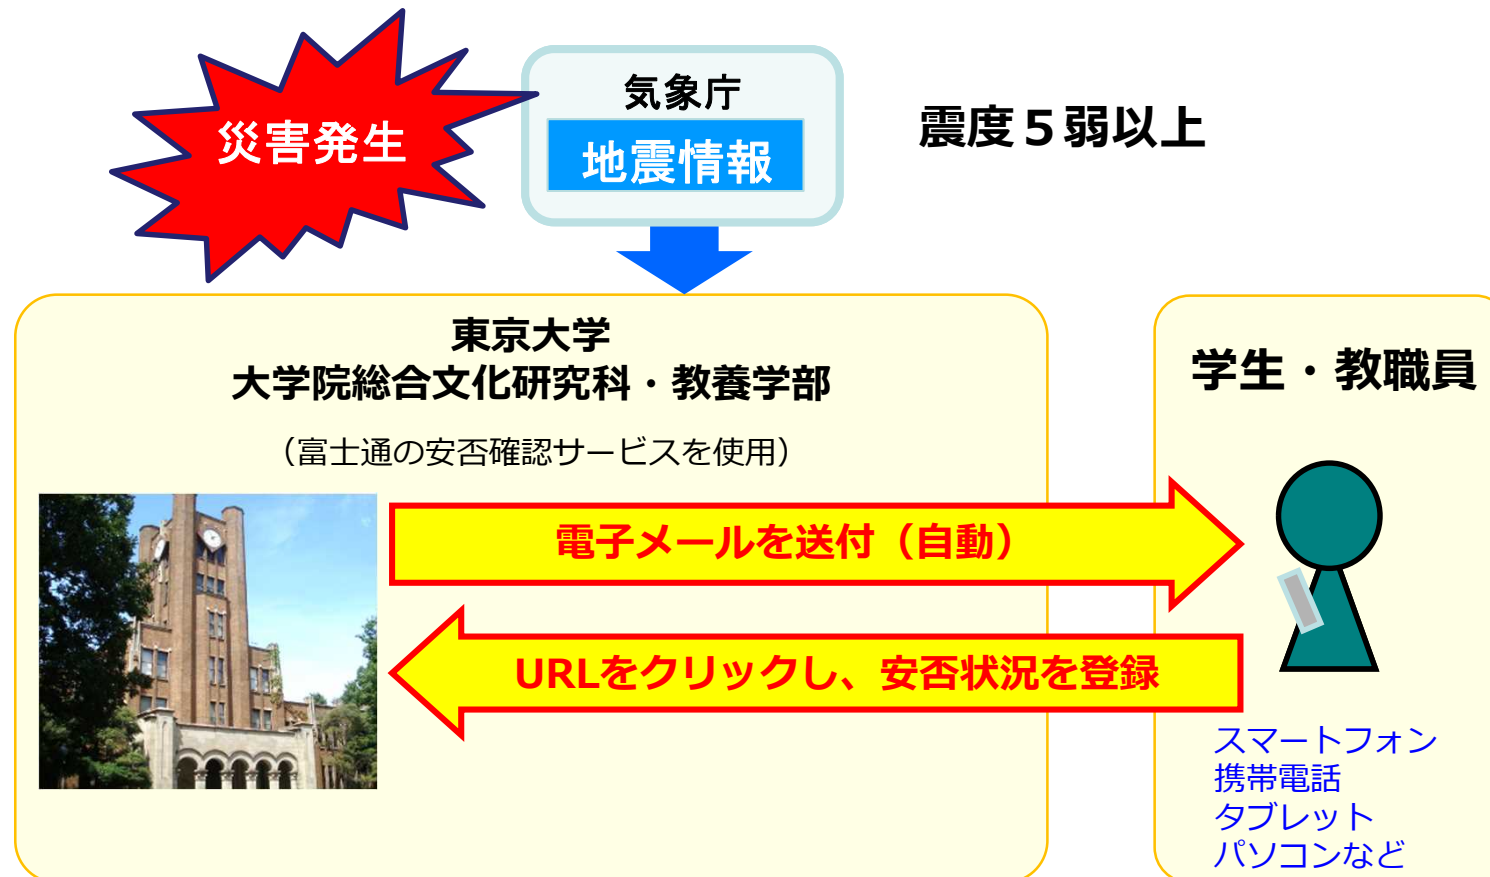 災害発生
気象庁
地震情報
震度５弱以上
東京大学
大学院総合文化研究科・教養学部
（富士通の安否確認サービスを使用）
学生・教職員
電子メールを送付（自動）
URLをクリックし、安否状況を登録
スマートフォン
携帯電話
タブレット
パソコンなど